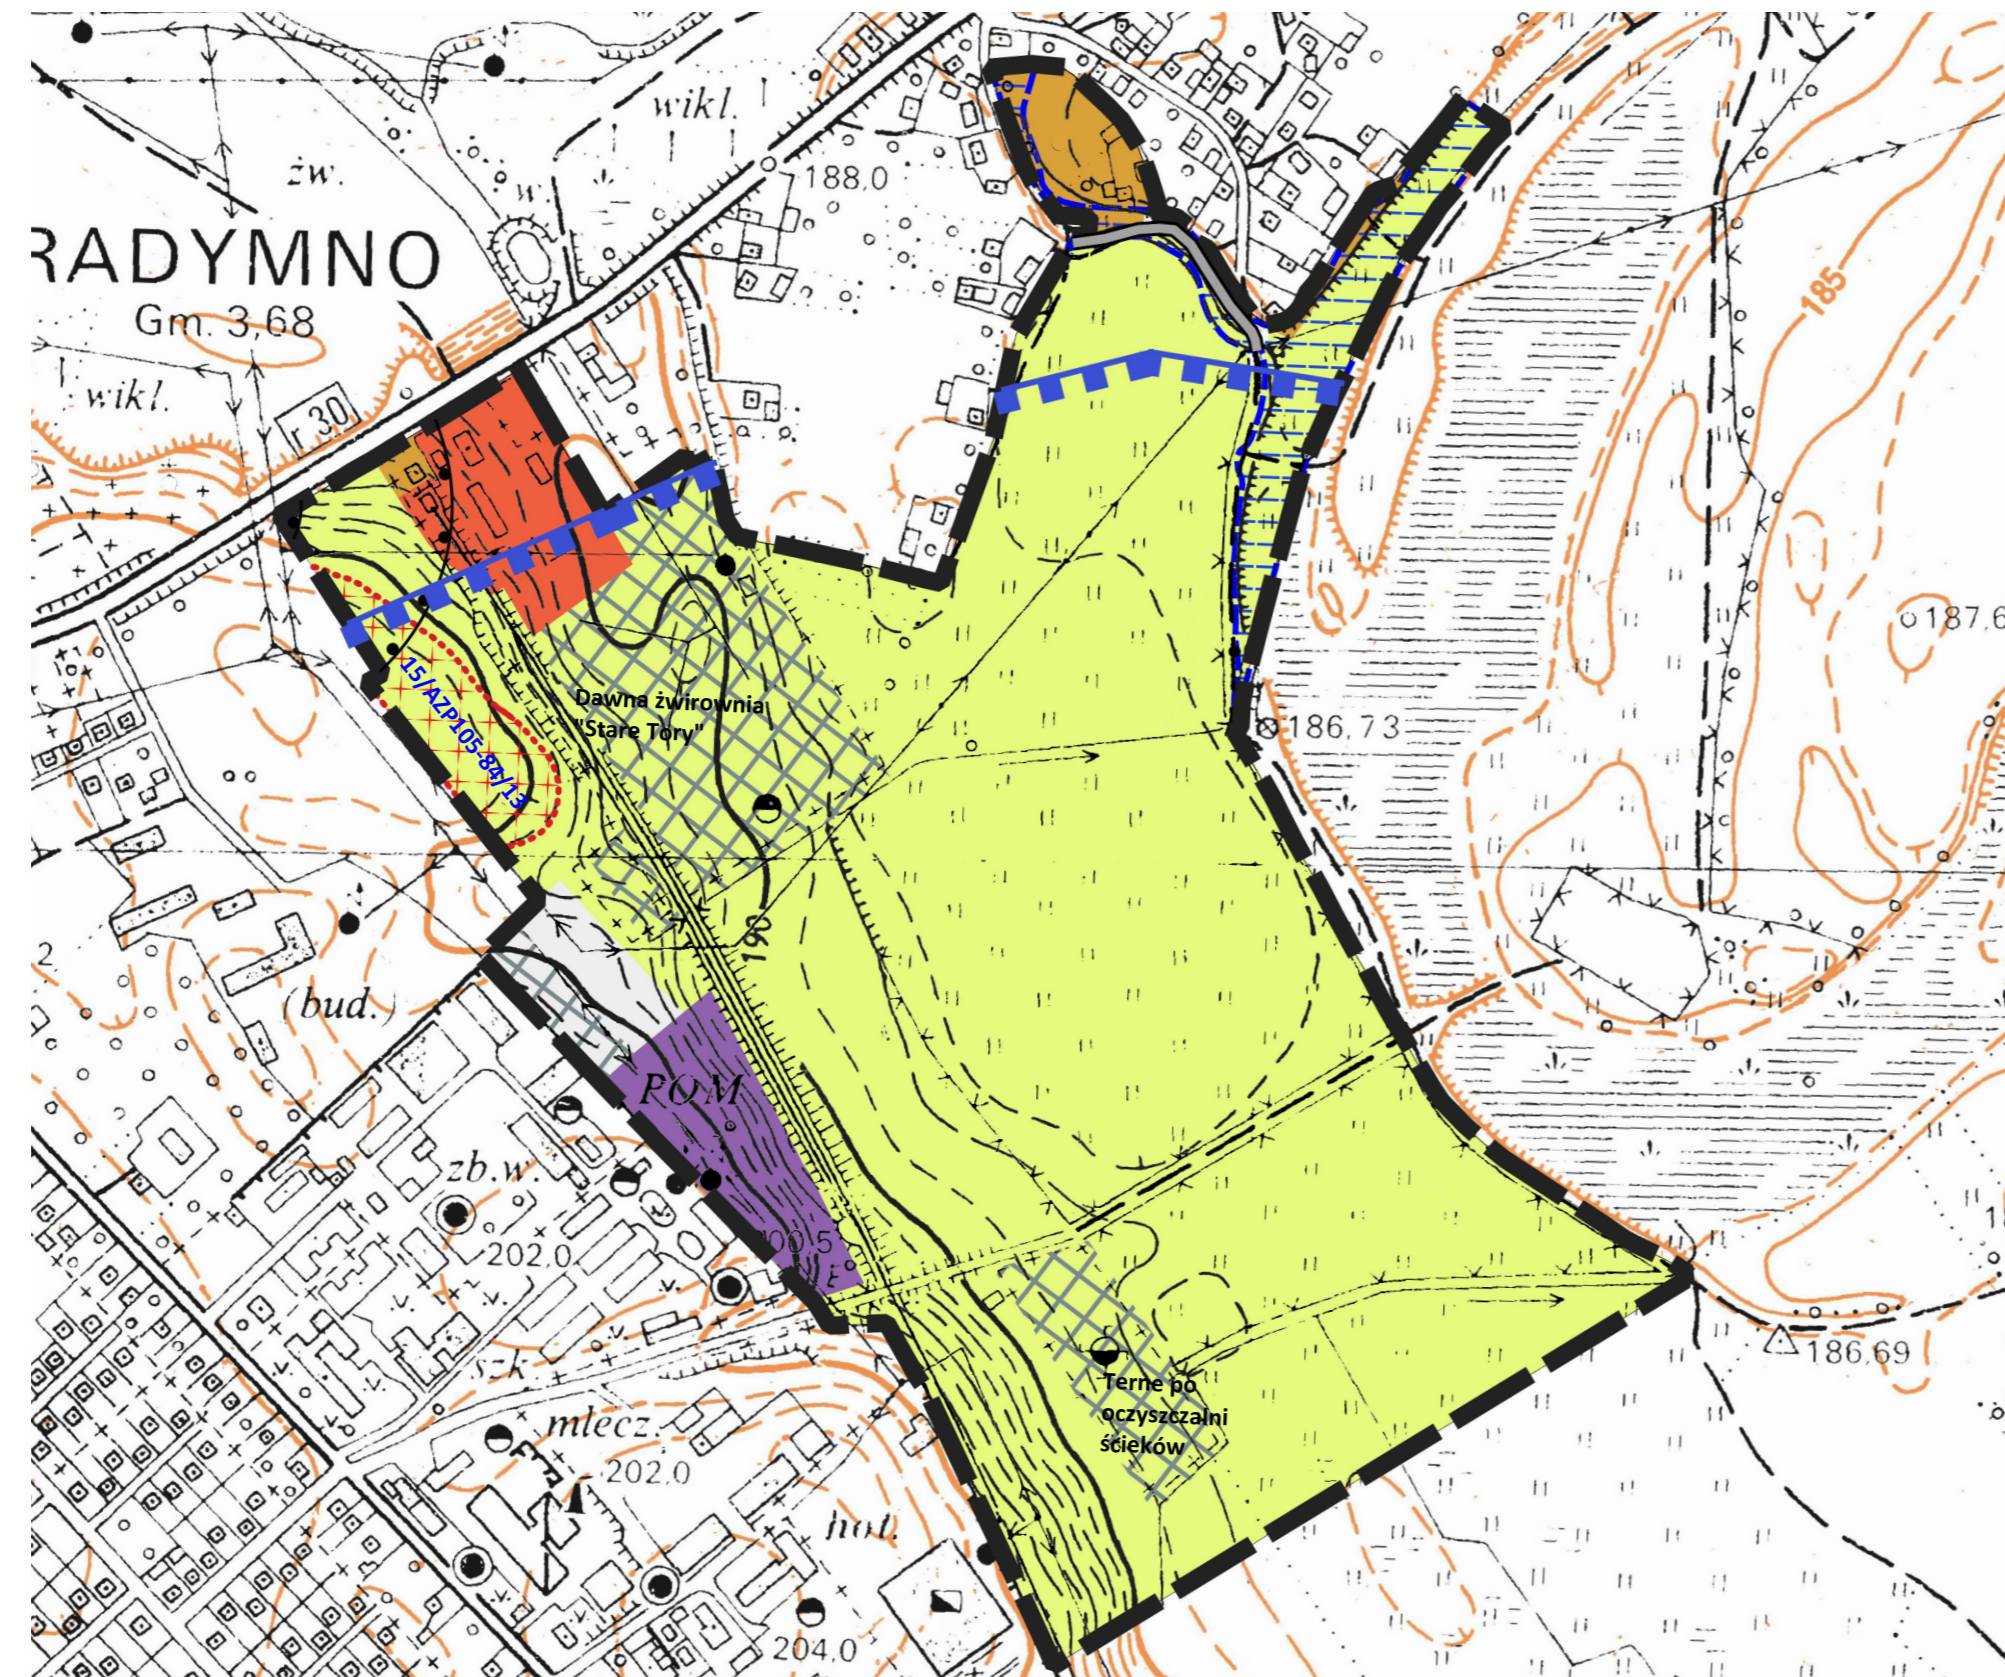 wikl.
żw.
w.
188,0
RADYMNO
Gm. 3,68
185
wikl.
r. 30
187,6
15/AZP105-84/13
Dawna żwirownia
"Stare Tory"
186,73
190
2
(bud.)
POM
zb.w.
202,0
00,5
szk
186,69
Terne po
oczyszczalni
ścieków
mlecz.
202,0
hot.
204,0